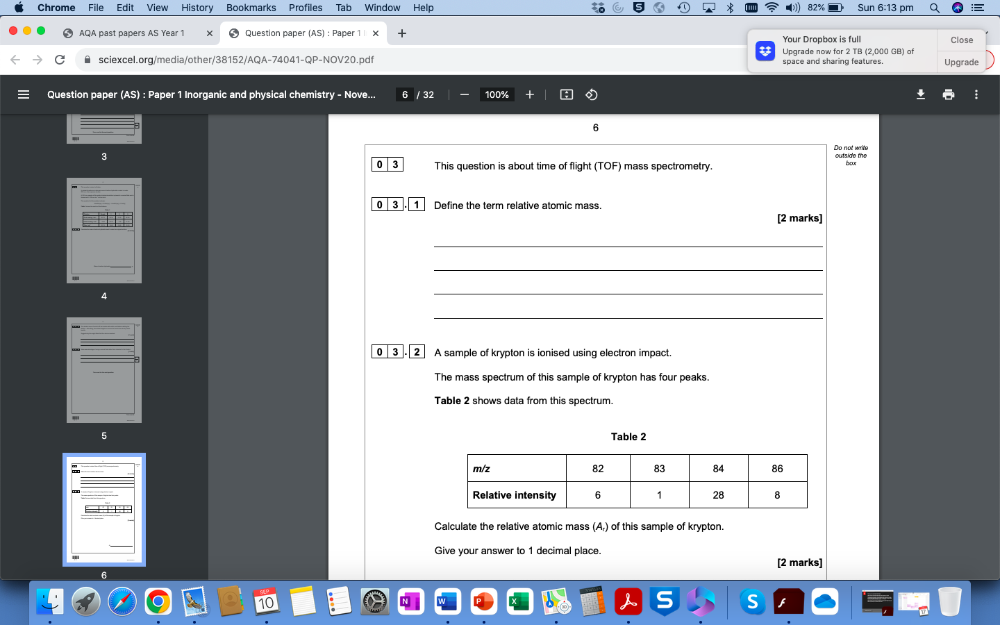 Chrome File Edit View History Bookmarks Profiles Tab Window Help 82% Sun 6:13 pm
AQA past papers AS Year 1
Question paper (AS) : Paper 1
Your Dropbox is full
Upgrade now for 2 TB (2,000 GB) of
space and sharing features.
Close
Upgrade
sciexcel.org/media/other/38152/AQA-74041-QP-NOV20.pdf
Question paper (AS) : Paper 1 Inorganic and physical chemistry - Nove... 6 / 32 100%
3
4
5
6
6
Do not write
outside the
box
0 3 This question is about time of flight (TOF) mass spectrometry.
0 3 . 1 Define the term relative atomic mass.
[2 marks]
0 3 . 2 A sample of krypton is ionised using electron impact.
The mass spectrum of this sample of krypton has four peaks.
Table 2 shows data from this spectrum.
Table 2
m/z 82 83 84 86
Relative intensity 6 1 28 8
Calculate the relative atomic mass (Ar) of this sample of krypton.
Give your answer to 1 decimal place.
[2 marks]
SEP
10
N
W
P
X
S
S
17